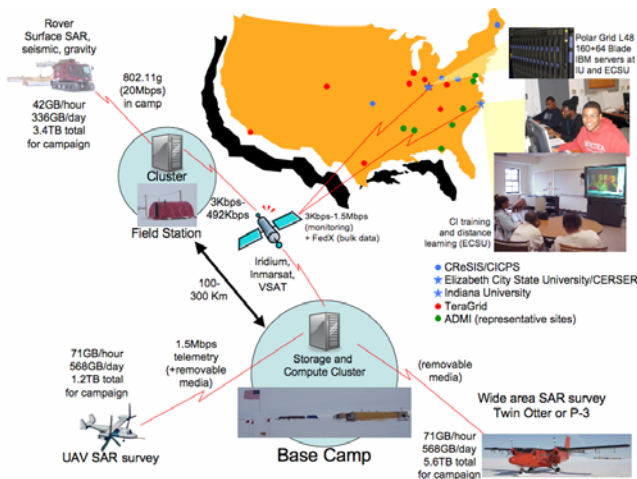 Rover
Surface SAR,
seismic, gravity
802.11g
(20Mbps)
in camp
42GB/hour
336GB/day
3.4TB total
for campaign
Polar Grid L48
160+64 Blade
IBM servers at
IU and ECSU
Cluster
Field Station
3Kbps-
492Kbps
3Kbps-1.5Mbps
(monitoring)
+ FedX (bulk data)
CI training
and distance
learning (ECSU)
Iridium,
Inmarsat,
VSAT
CReSIS/CICPS
Elizabeth City State University/CERSER
Indiana University
TeraGrid
ADMI (representative sites)
100-
300 Km
71GB/hour
568GB/day
1.2TB total
for campaign
1.5Mbps
telemetry
(+removable
media)
Storage and
Compute Cluster
(removable
media)
Wide area SAR survey
Twin Otter or P-3
71GB/hour
568GB/day
5.6TB total
for campaign
UAV SAR survey
Base Camp